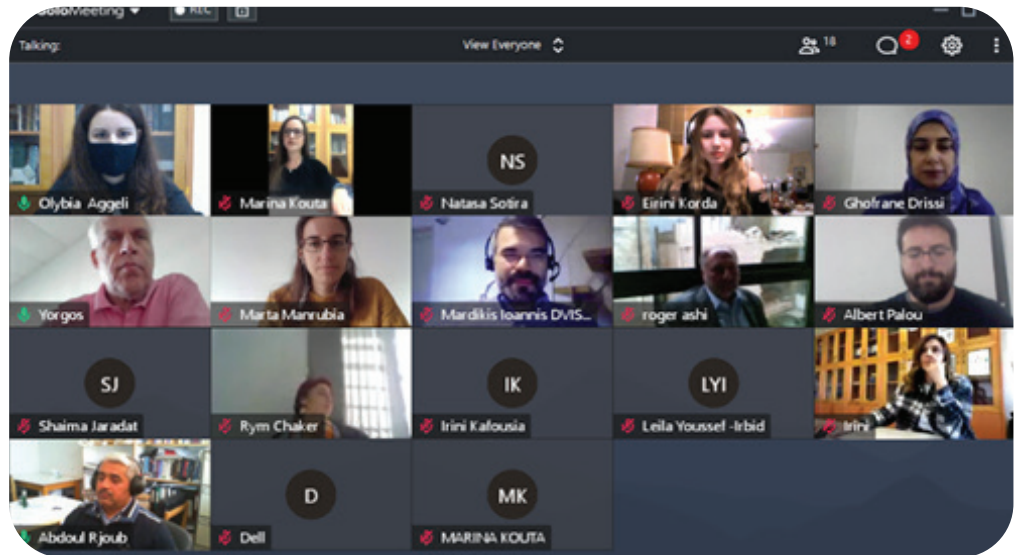 GoToMeeting
REC
Talking:
View Everyone
18
2
NS
Olybia Aggeli
Marina Kouta
Natasa Sotira
Eirini Korda
Ghofrane Drissi
Yorgos
Marta Manrubia
Mardikis Ioannis DVIS...
roger ashi
Albert Palou
SJ
IK
LYI
Shaima Jaradat
Rym Chaker
Irini Kafousia
Leila Youssef -Irbid
Irini
D
MK
Abdoul Rjoub
Dell
MARINA KOUTA